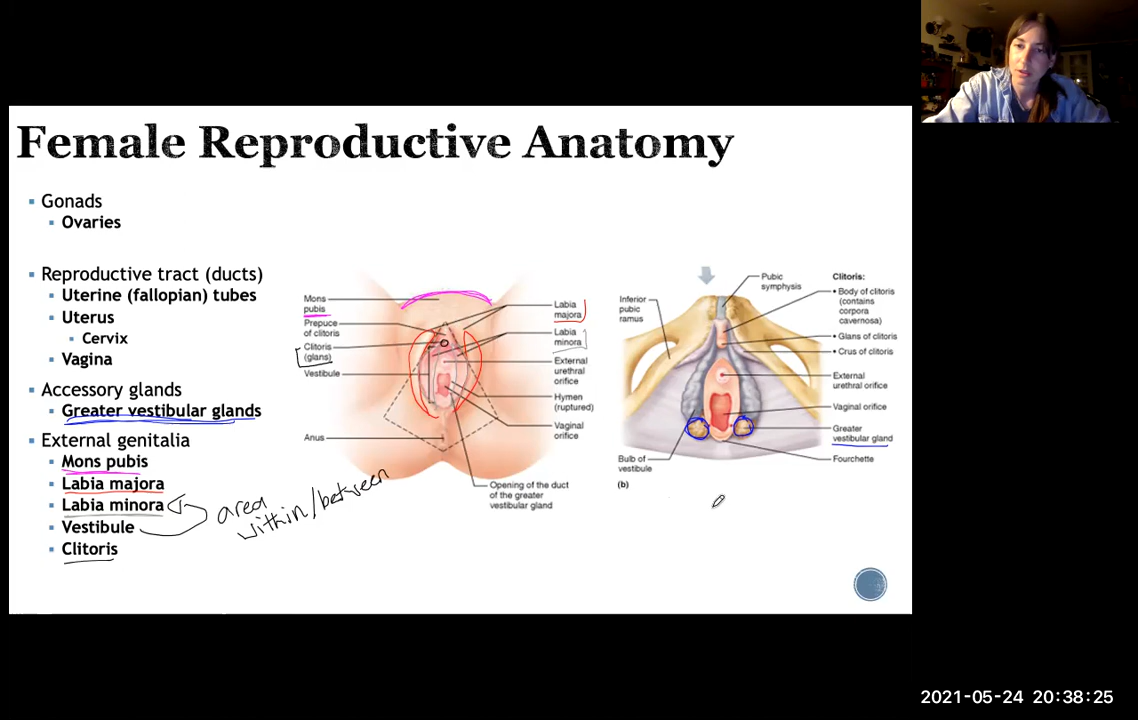 Female Reproductive Anatomy
Gonads
Ovaries
Reproductive tract (ducts)
Uterine (fallopian) tubes
Uterus
Cervix
Vagina
Accessory glands
Greater vestibular glands
External genitalia
Mons pubis
Labia majora
Labia minora
Vestibule
Clitoris
area
within/between
Mons
pubis
Prepuce
of clitoris
Clitoris
(glans)
Vestibule
Anus
Labia
majora
Labia
minora
External
urethral
orifice
Hymen
(ruptured)
Vaginal
orifice
Opening of the duct
of the greater
vestibular gland
Inferior
pubic
ramus
Bulb of
vestibule
(b)
Pubic
symphysis
Clitoris:
• Body of clitoris
(contains
corpora
cavernosa)
• Glans of clitoris
• Crus of clitoris
External
urethral orifice
Vaginal orifice
Greater
vestibular gland
Fourchette
2021-05-24 20:38:25